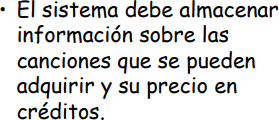 • El sistema debe almacenar
información sobre las
canciones que se pueden
adquirir y su precio en
créditos.